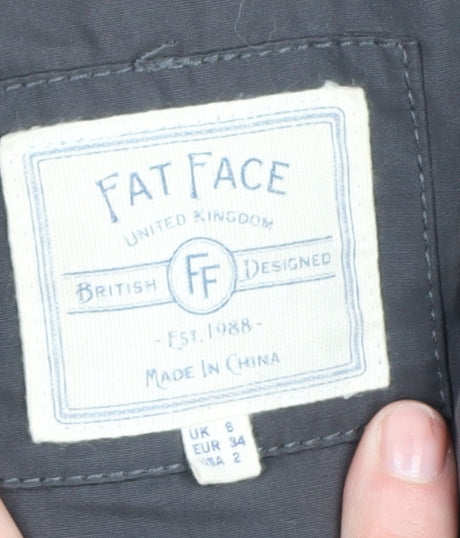 FAT FACE
UNITED KINGDOM
BRITISH FF DESIGNED
- EST. 1988 -
MADE IN CHINA
UK 6
EUR 34
USA 2